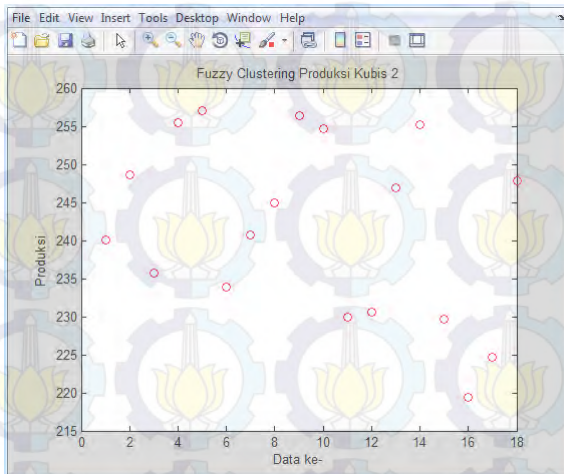 File Edit View Insert Tools Desktop Window Help
Fuzzy Clustering Produksi Kubis 2
260
255
250
245
240
235
230
225
220
215
Produksi
0 2 4 6 8 10 12 14 16 18
Data ke-